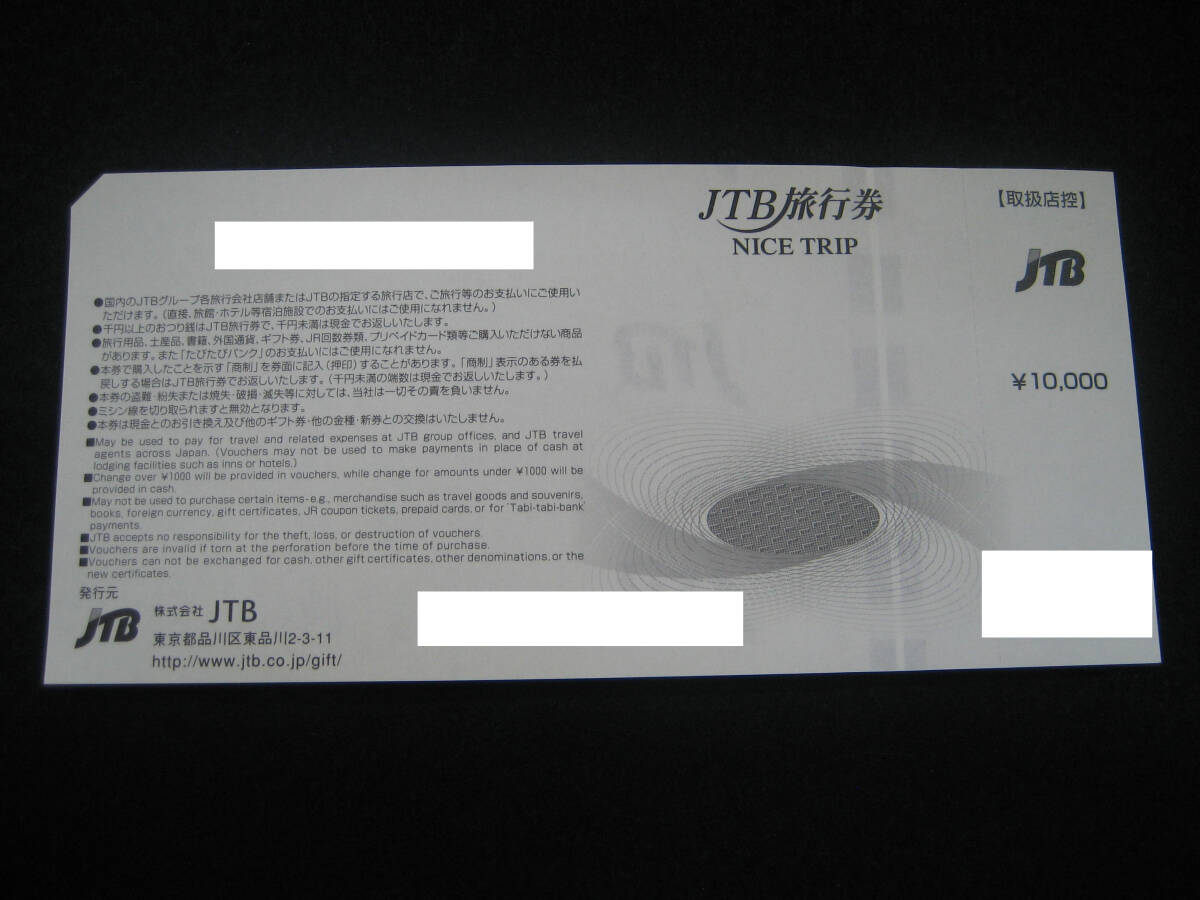 JTB旅行券
NICE TRIP
【取扱店控】
JTB
¥10,000
●国内のJTBグループ各旅行会社店舗またはJTBの指定する旅行店で、ご旅行等のお支払いにご使用い
ただけます。(直接、旅館・ホテル等宿泊施設でのお支払いにはご使用になれません。)
●千円以上のおつり銭はJTB旅行券で、千円未満は現金でお返しいたします。
●旅行用品、土産品、書籍、外国通貨、ギフト券、JR回数券類、プリペイドカード類等ご購入いただけない商品
があります。また「たびたびバンク」のお支払いにはご使用になれません。
●本券で購入したことを示す「商制」を券面に記入(押印)することがあります。「商制」表示のある券を払
戻しする場合はJTB旅行券でお返しいたします。(千円未満の端数は現金でお返しいたします。)
●本券の盗難・紛失または焼失・破損・滅失等に対しては、当社は一切その責を負いません。
●ミシン線を切り取られますと無効となります。
●本券は現金とのお引き換え及び他のギフト券・他の金種・新券との交換はいたしません。
■May be used to pay for travel and related expenses at JTB group offices, and JTB travel
agents across Japan. (Vouchers may not be used to make payments in place of cash at
lodging facilities such as inns or hotels.)
■Change over ¥1000 will be provided in vouchers, while change for amounts under ¥1000 will be
provided in cash.
■May not be used to purchase certain items-e.g., merchandise such as travel goods and souvenirs,
books, foreign currency, gift certificates, JR coupon tickets, prepaid cards, or for 'Tabi-tabi-bank'
payments.
■JTB accepts no responsibility for the theft, loss, or destruction of vouchers.
■Vouchers are invalid if torn at the perforation before the time of purchase.
■Vouchers can not be exchanged for cash, other gift certificates, other denominations, or the
new certificates.
発行元
JTB 株式会社 JTB
東京都品川区東品川2-3-11
http://www.jtb.co.jp/gift/